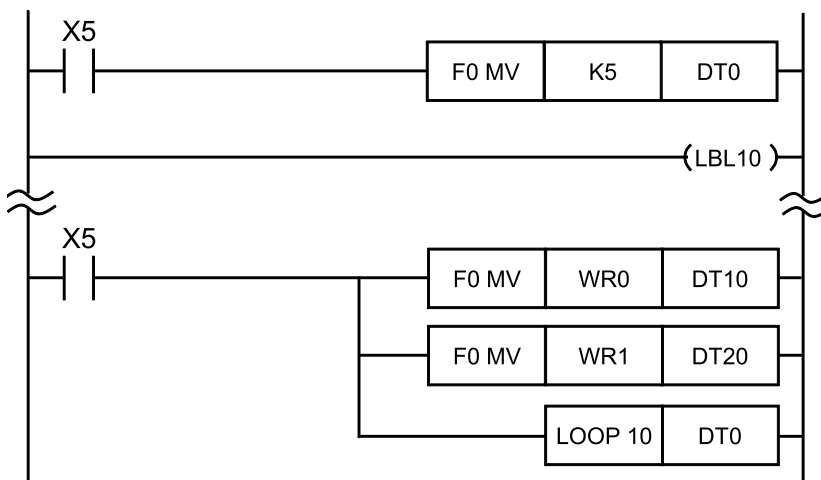 X5
F0 MV K5 DT0
LBL10
X5
F0 MV WR0 DT10
F0 MV WR1 DT20
LOOP 10 DT0